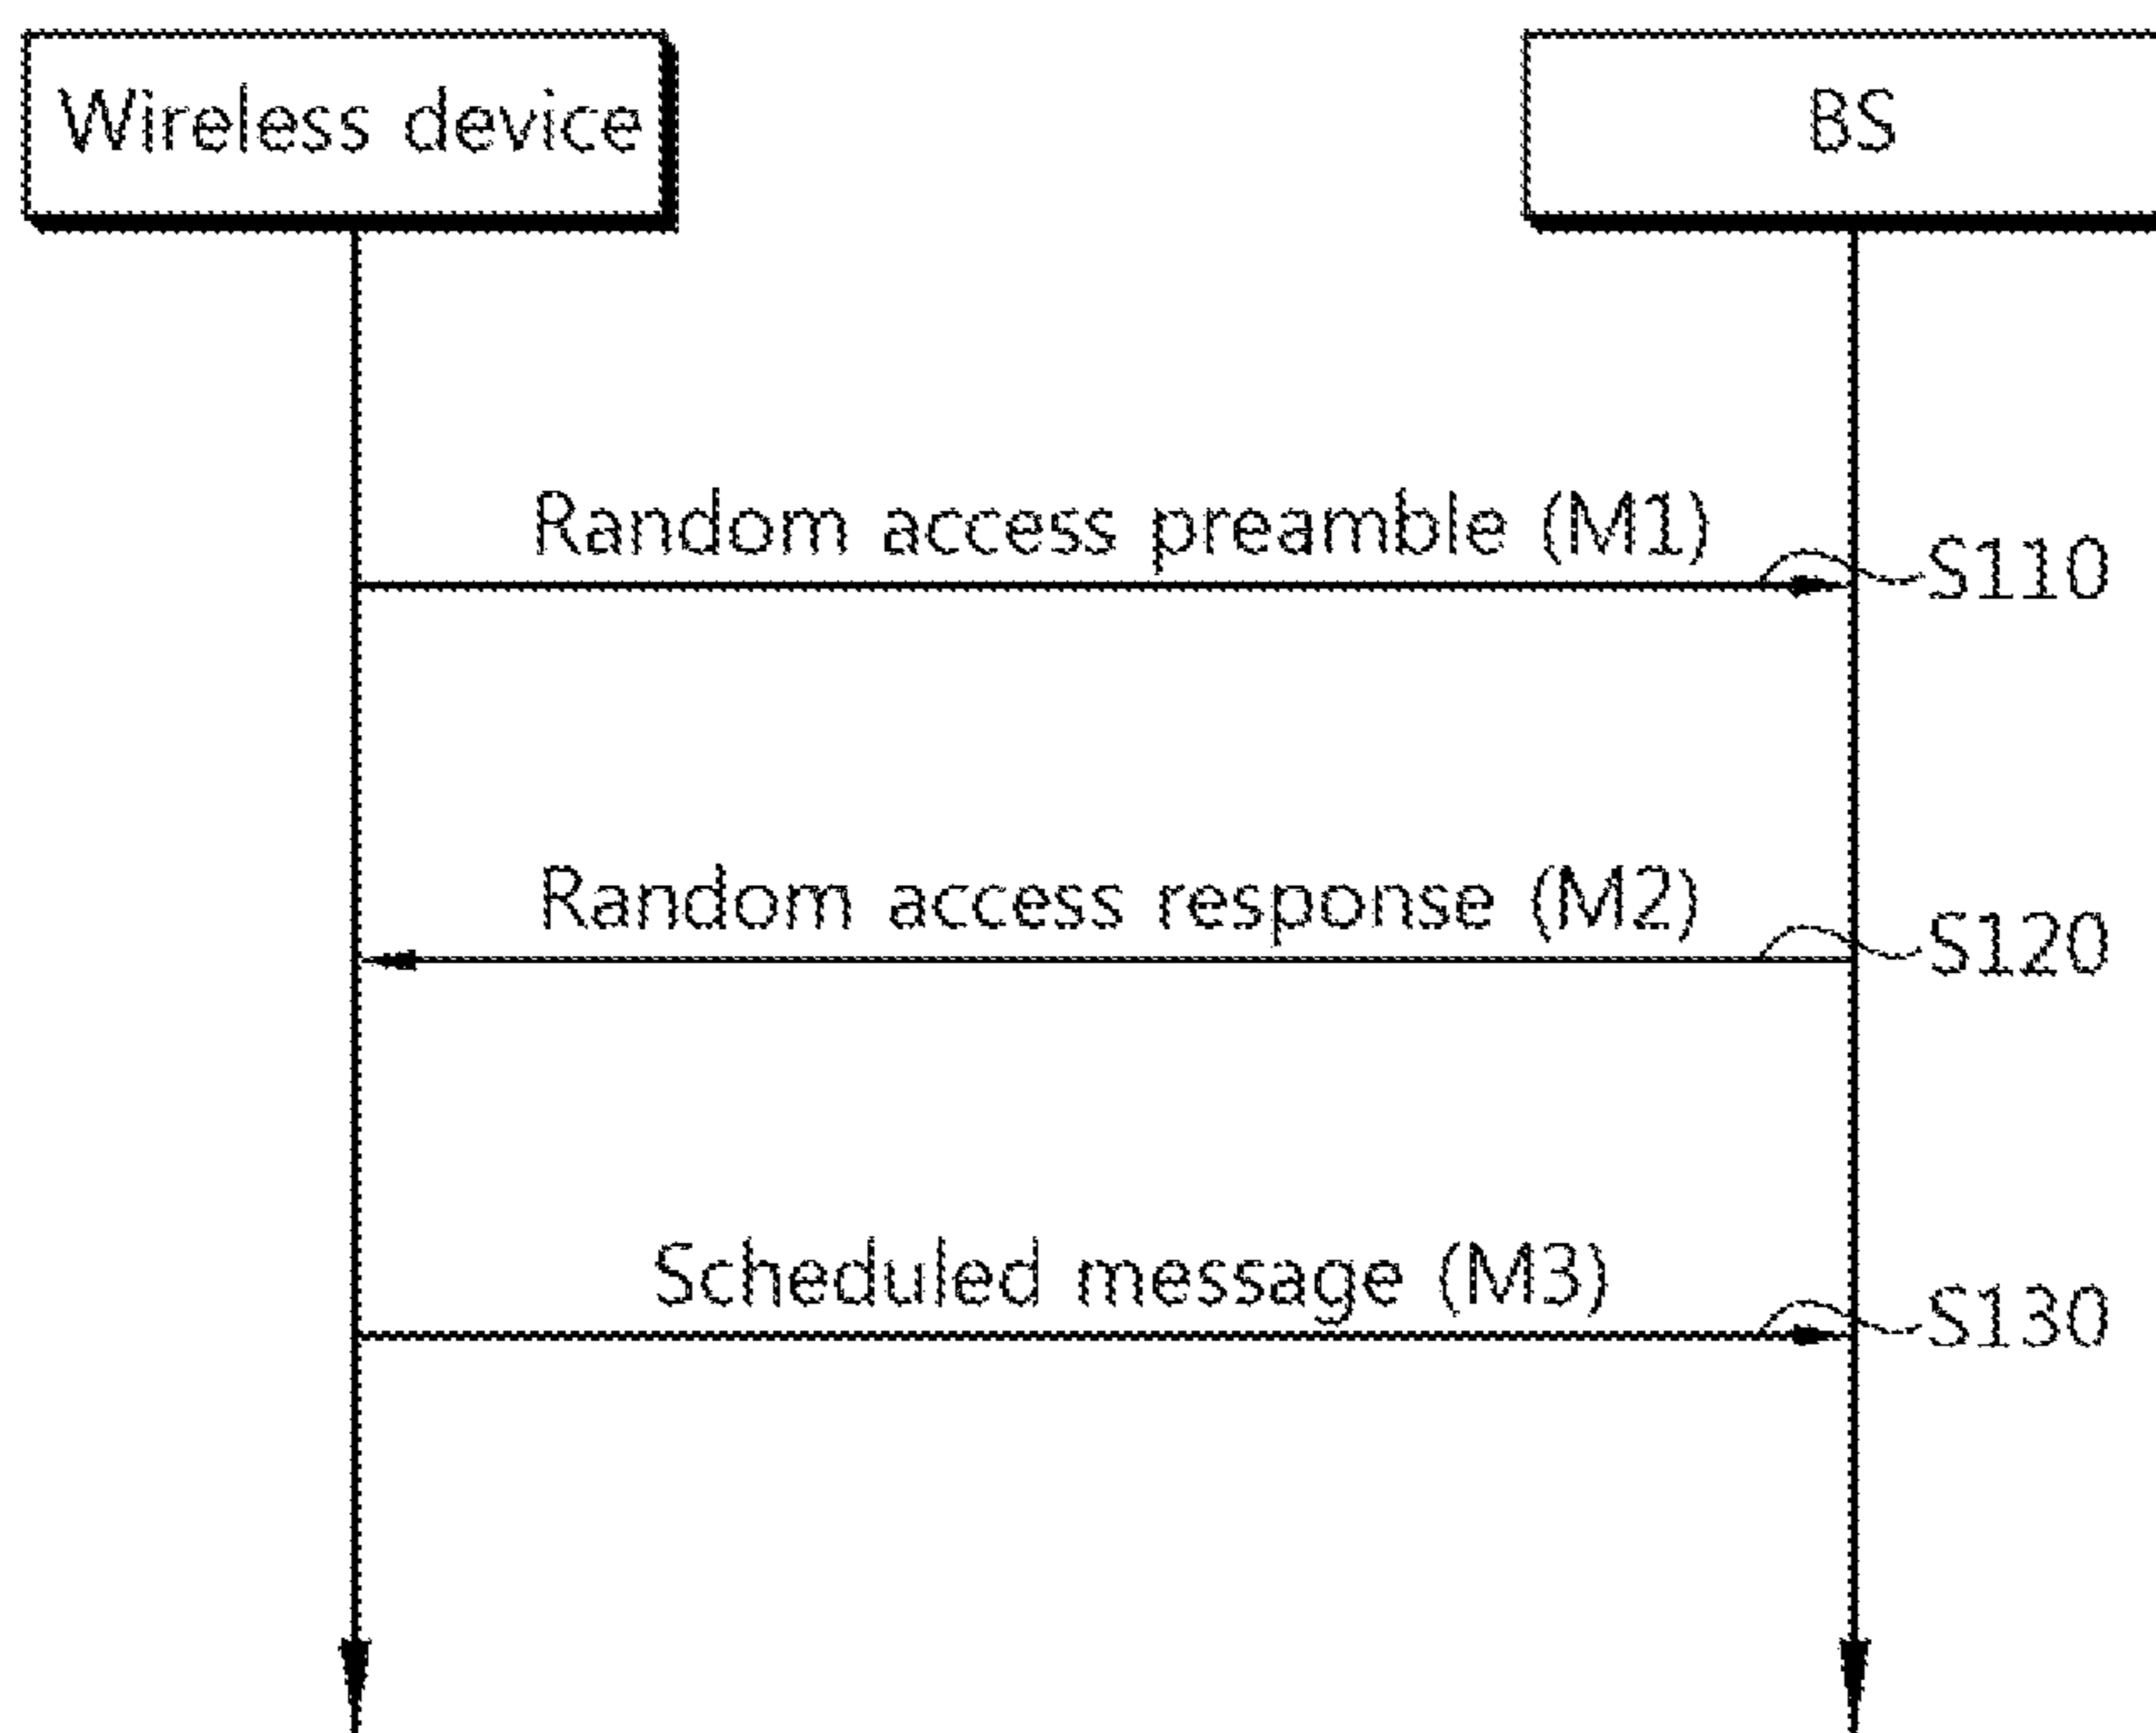 Wireless device
BS
Random access preamble (M1)
S110
Random access response (M2)
S120
Scheduled message (M3)
S130